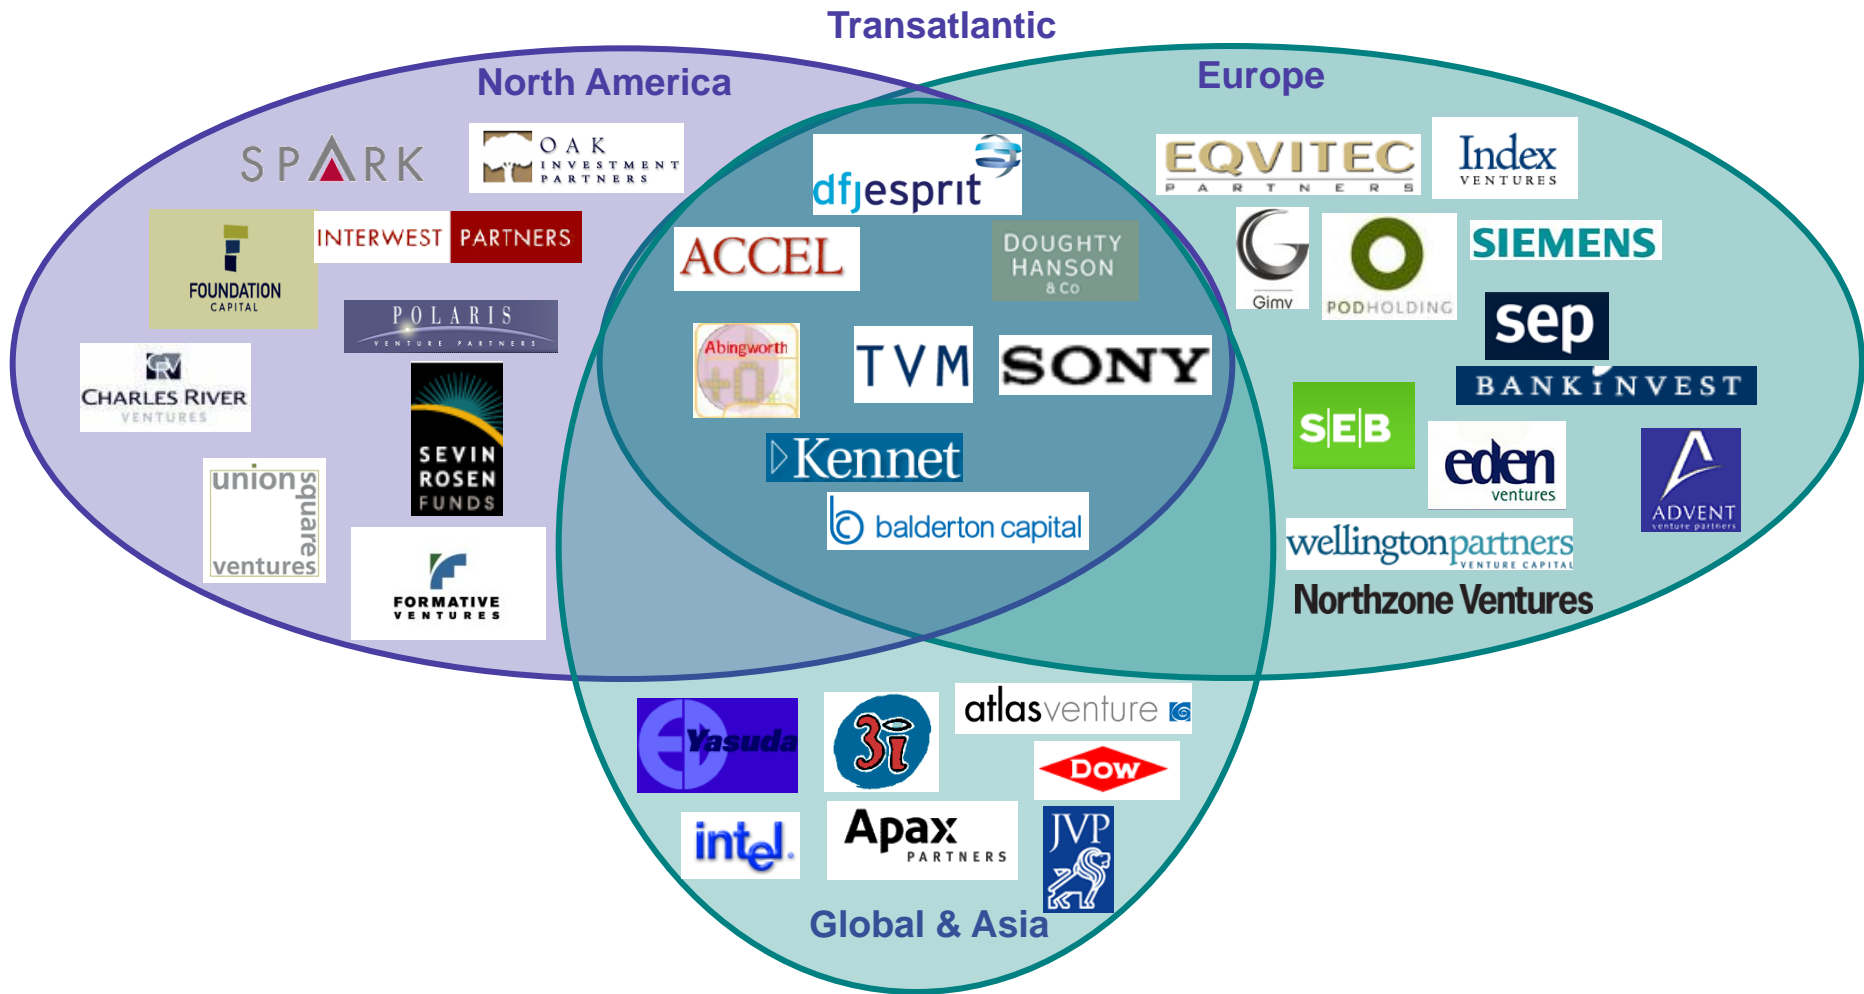 Transatlantic
North America
Europe
SPARK
OAK
INVESTMENT
PARTNERS
FOUNDATION
CAPITAL
INTERWEST PARTNERS
POLARIS
VENTURE PARTNERS
CRV
CHARLES RIVER
VENTURES
SEVIN
ROSEN
FUNDS
union
square
ventures
FORMATIVE
VENTURES
dfjesprit
ACCEL
DOUGHTY
HANSON
& CO
Abingworth
TVM
SONY
Kennet
balderton capital
EQVITEC
PARTNERS
Index
VENTURES
Gimv
PODHOLDING
SIEMENS
sep
BANKINVEST
S|E|B
eden
ventures
ADVENT
venture partners
wellingtonpartners
VENTURE CAPITAL
Northzone Ventures
Yasuda
3i
atlasventure
DOW
intel.
Apax
PARTNERS
JVP
Global & Asia